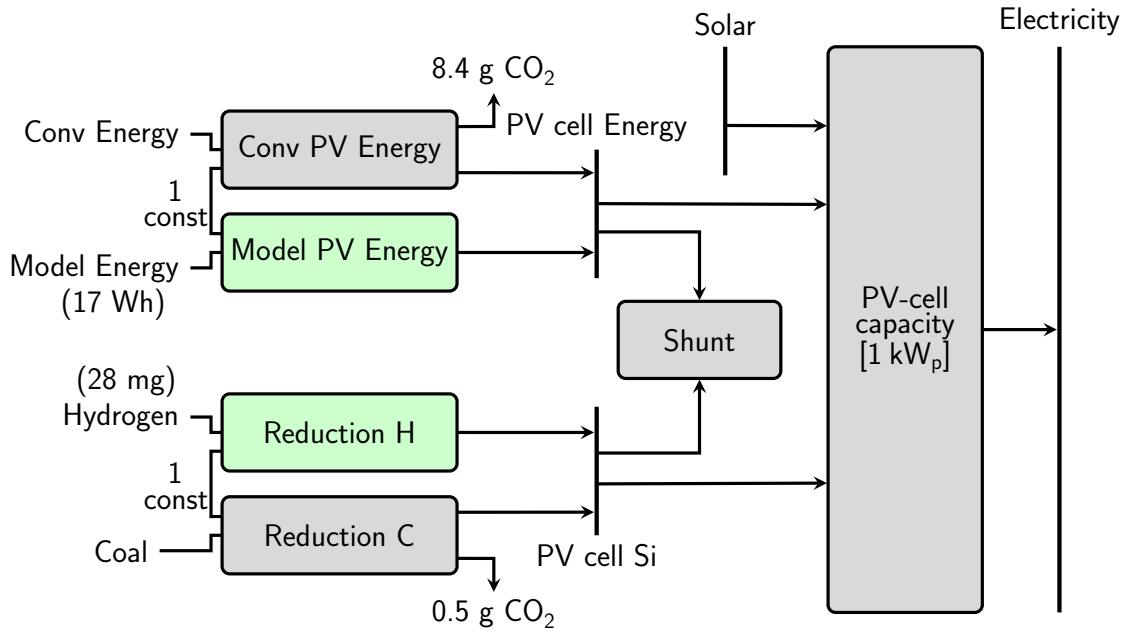 Solar
Electricity
8.4 g CO₂
Conv Energy
Conv PV Energy
PV cell Energy
1
const
Model PV Energy
Model Energy
(17 Wh)
Shunt
PV-cell
capacity
[1 kWₚ]
(28 mg)
Hydrogen
Reduction H
1
const
Reduction C
Coal
PV cell Si
0.5 g CO₂